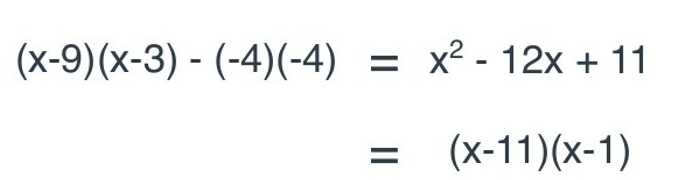 (x-9)(x-3) - (-4)(-4) = x² - 12x + 11
= (x-11)(x-1)